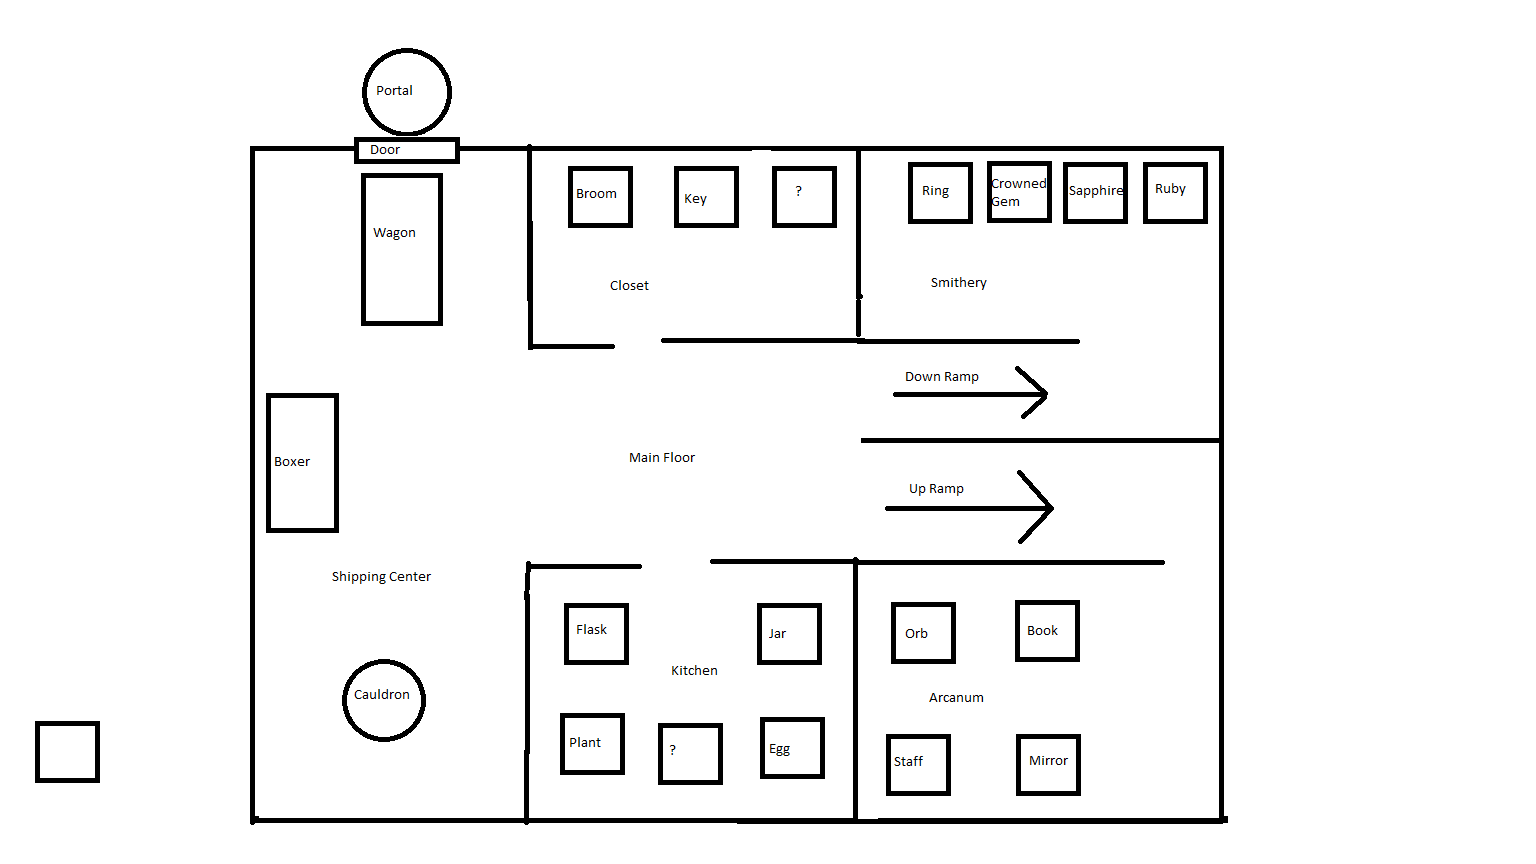 Portal
Door
Wagon
Broom
Key
?
Ring
Crowned
Gem
Sapphire
Ruby
Closet
Smithery
Down Ramp
Boxer
Main Floor
Up Ramp
Shipping Center
Flask
Jar
Orb
Book
Kitchen
Cauldron
Arcanum
Plant
?
Egg
Staff
Mirror